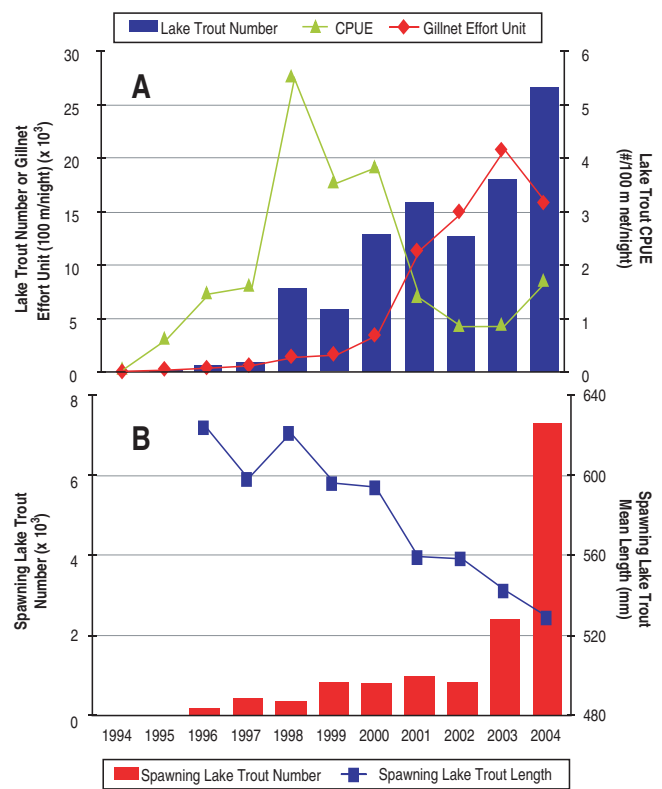 Lake Trout Number CPUE Gillnet Effort Unit
A
30
25
20
15
10
5
0
Lake Trout Number or Gillnet
Effort Unit (100 m/night) (x 10³)
6
5
4
3
2
1
0
Lake Trout CPUE
(#/100 m net/night)
B
8
6
4
2
0
Spawning Lake Trout
Number (x 10³)
640
600
560
520
480
Spawning Lake Trout
Mean Length (mm)
1994 1995 1996 1997 1998 1999 2000 2001 2002 2003 2004
Spawning Lake Trout Number Spawning Lake Trout Length